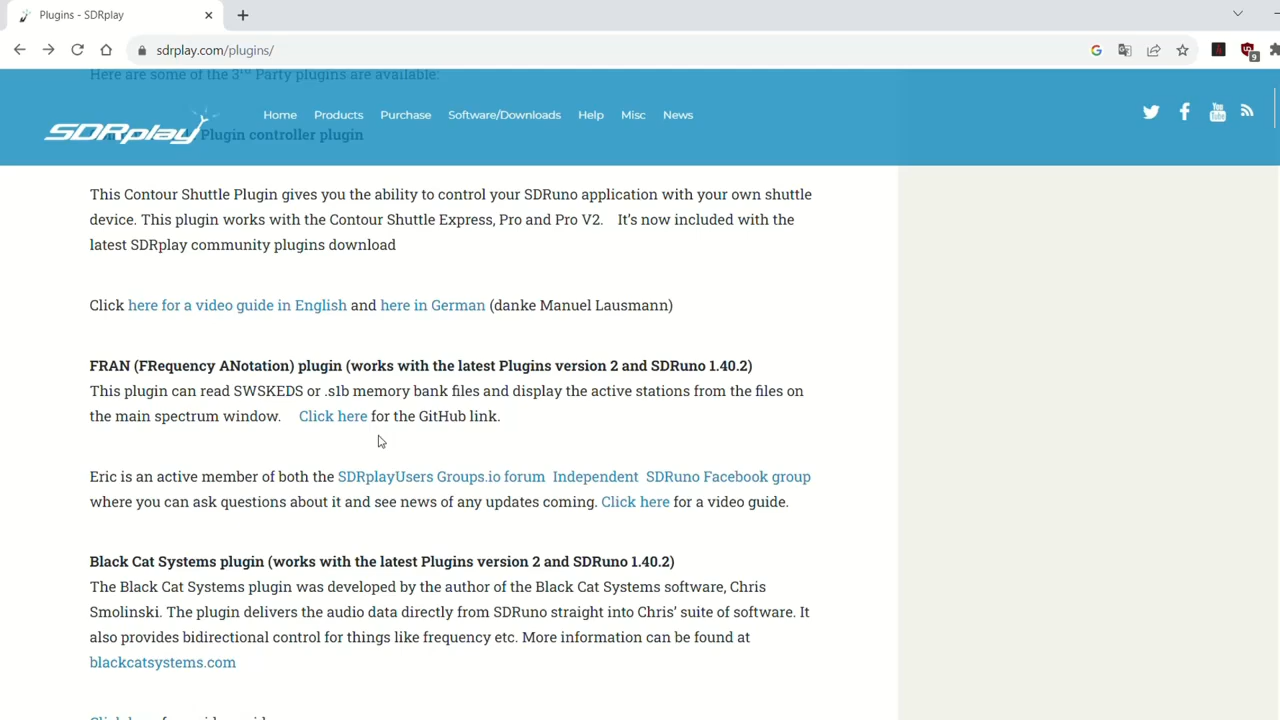 Plugins - SDRplay
sdrplay.com/plugins/
9
Here are some of the 3rd Party plugins are available:
SDRplay
Home Products Purchase Software/Downloads Help Misc News
You Tube
Plugin controller plugin
This Contour Shuttle Plugin gives you the ability to control your SDRuno application with your own shuttle
device. This plugin works with the Contour Shuttle Express, Pro and Pro V2. It’s now included with the
latest SDRplay community plugins download
Click here for a video guide in English and here in German (danke Manuel Lausmann)
FRAN (FRequency ANotation) plugin (works with the latest Plugins version 2 and SDRuno 1.40.2)
This plugin can read SWSKEDS or .s1b memory bank files and display the active stations from the files on
the main spectrum window. Click here for the GitHub link.
Eric is an active member of both the SDRplayUsers Groups.io forum Independent SDRuno Facebook group
where you can ask questions about it and see news of any updates coming. Click here for a video guide.
Black Cat Systems plugin (works with the latest Plugins version 2 and SDRuno 1.40.2)
The Black Cat Systems plugin was developed by the author of the Black Cat Systems software, Chris
Smolinski. The plugin delivers the audio data directly from SDRuno straight into Chris’ suite of software. It
also provides bidirectional control for things like frequency etc. More information can be found at
blackcatsystems.com